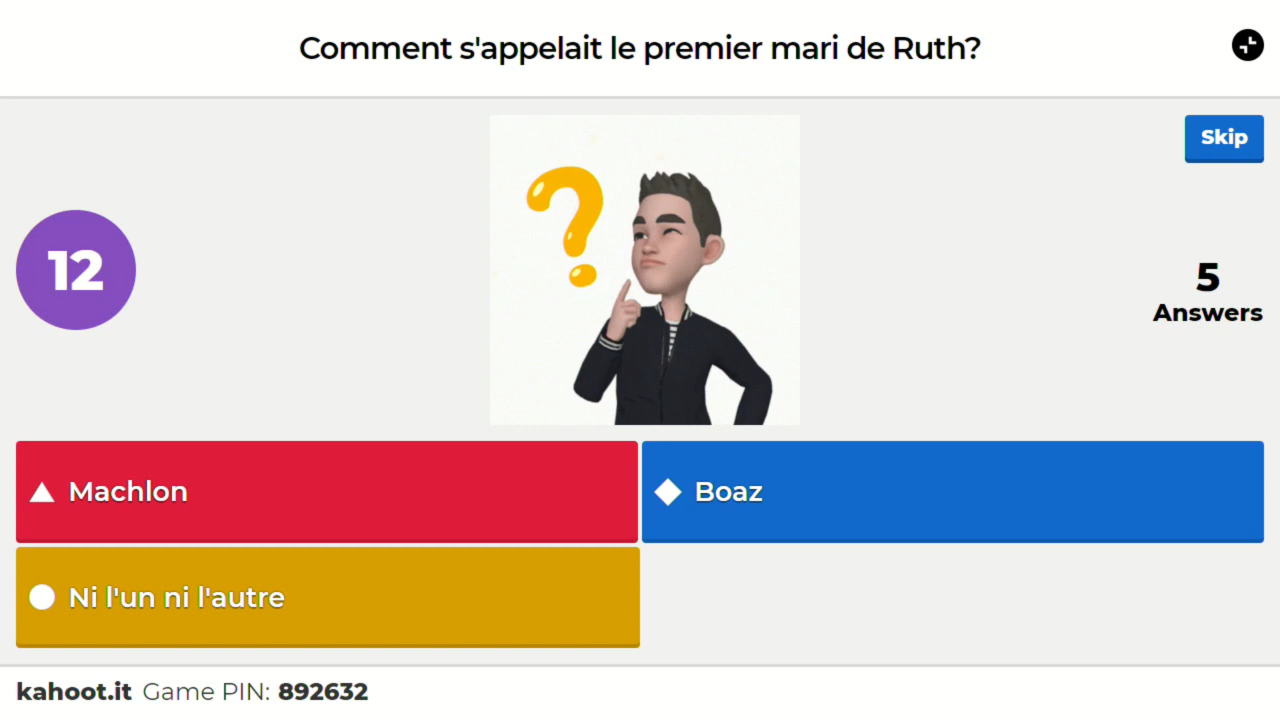 Comment s'appelait le premier mari de Ruth?
Skip
12
5
Answers
Machlon
Boaz
Ni l'un ni l'autre
kahoot.it Game PIN: 892632